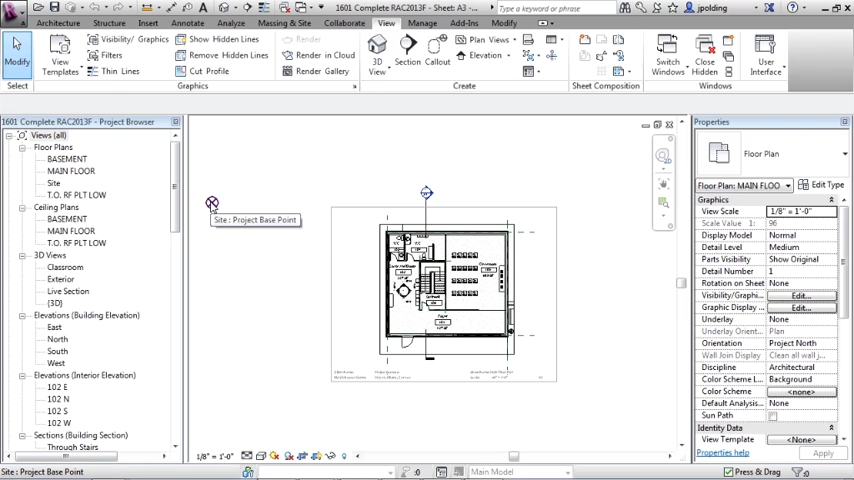 1601 Complete RAC2013F - Sheet: A3 -
Type a keyword or phrase
jpolding
Architecture Structure Systems Insert Annotate Analyze Massing & Site Collaborate View Manage Add-Ins Modify
Modify
Select
View Templates
Visibility/ Graphics
Filters
Thin Lines
Show Hidden Lines
Remove Hidden Lines
Cut Profile
Graphics
Render
Render in Cloud
Render Gallery
3D View
Section
Callout
Plan Views
Elevation
Create
Sheet Composition
Switch Windows
Close Hidden
Windows
User Interface
1601 Complete RAC2013F - Project Browser
Views (all)
Floor Plans
BASEMENT
MAIN FLOOR
Site
T.O. RF PLT LOW
Ceiling Plans
BASEMENT
MAIN FLOOR
T.O. RF PLT LOW
3D Views
Classroom
Exterior
Live Section
{3D}
Elevations (Building Elevation)
East
North
South
West
Elevations (Interior Elevation)
102 E
102 N
102 S
102 W
Sections (Building Section)
Through Stairs
Site : Project Base Point
1/8" = 1'-0"
Properties
Floor Plan
Floor Plan: MAIN FLOO
Edit Type
Graphics
View Scale 1/8" = 1'-0"
Scale Value 1: 96
Display Model Normal
Detail Level Medium
Parts Visibility Show Original
Detail Number 1
Rotation on Sheet None
Visibility/Graphi... Edit...
Graphic Display ... Edit...
Underlay None
Underlay Orient... Plan
Orientation Project North
Wall Join Display Clean all wall j...
Discipline Architectural
Color Scheme L... Background
Color Scheme <none>
Default Analysis... None
Sun Path
Identity Data
View Template <None>
Properties help
Apply
Site : Project Base Point
:0
Main Model
Press & Drag
:0